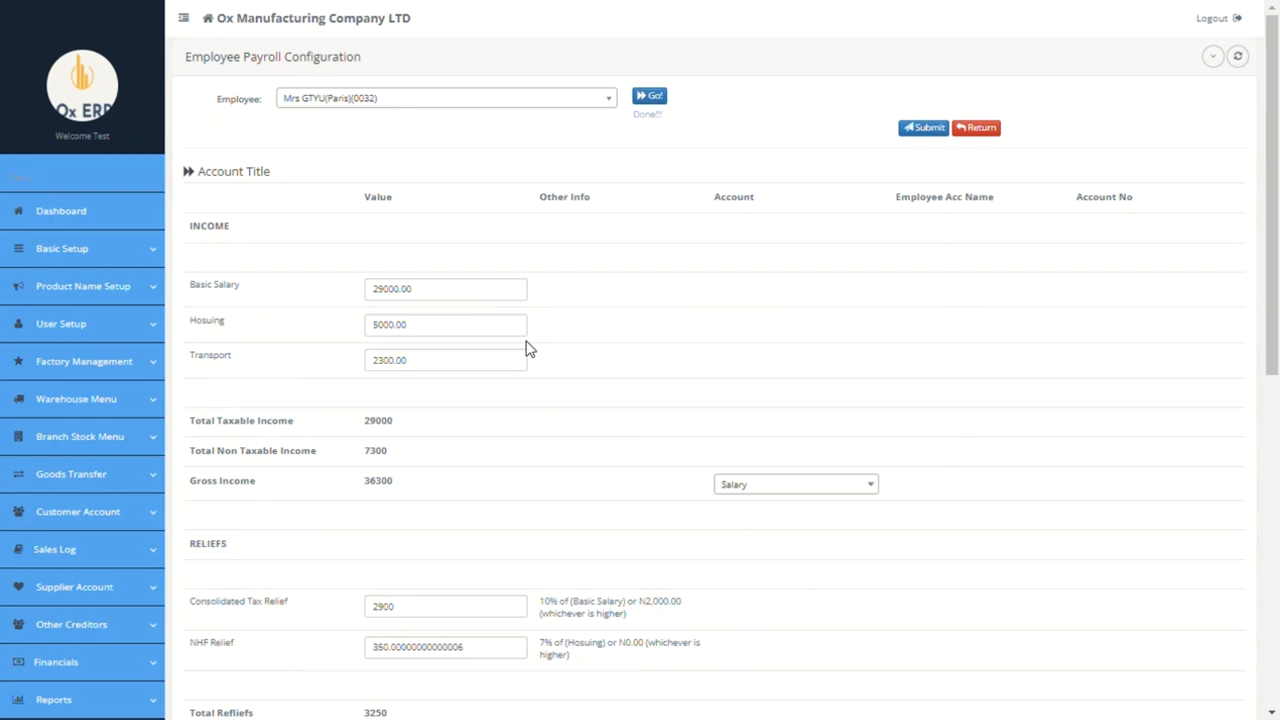 Ox Manufacturing Company LTD
Logout
Employee Payroll Configuration
Employee:
Mrs GTYU(Paris)(0032)
Go!
Done!!!
Submit
Return
Ox ERP
Welcome Test
Dashboard
Basic Setup
Product Name Setup
User Setup
Factory Management
Warehouse Menu
Branch Stock Menu
Goods Transfer
Customer Account
Sales Log
Supplier Account
Other Creditors
Financials
Reports
Account Title
Value Other Info Account Employee Acc Name Account No
INCOME
Basic Salary 29000.00
Hosuing 5000.00
Transport 2300.00
Total Taxable Income 29000
Total Non Taxable Income 7300
Gross Income 36300 Salary
RELIEFS
Consolidated Tax Relief 2900 10% of (Basic Salary) or N2,000.00
(whichever is higher)
NHF Relief 350.00000000000006 7% of (Hosuing) or N0.00 (whichever is
higher)
Total Refliefs 3250